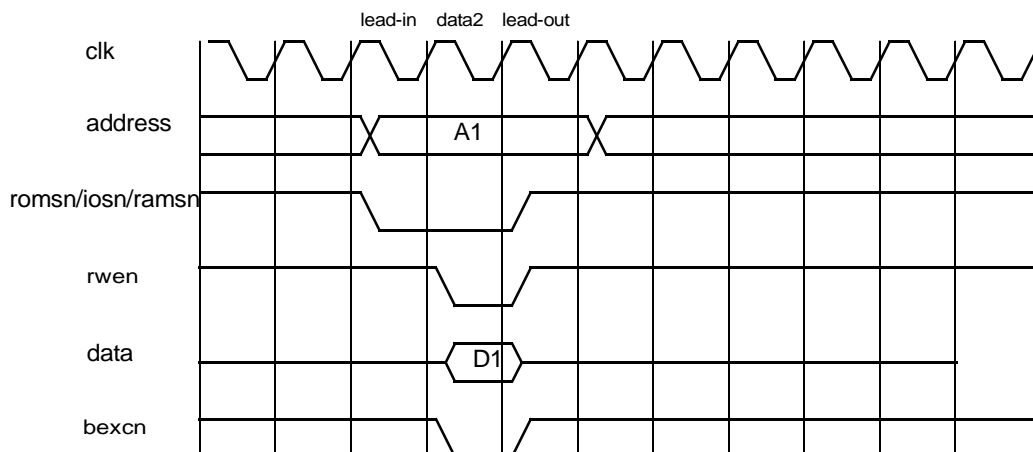 lead-in data2 lead-out
clk
address A1
romsn/iosn/ramsn
rwen
data D1
bexcn